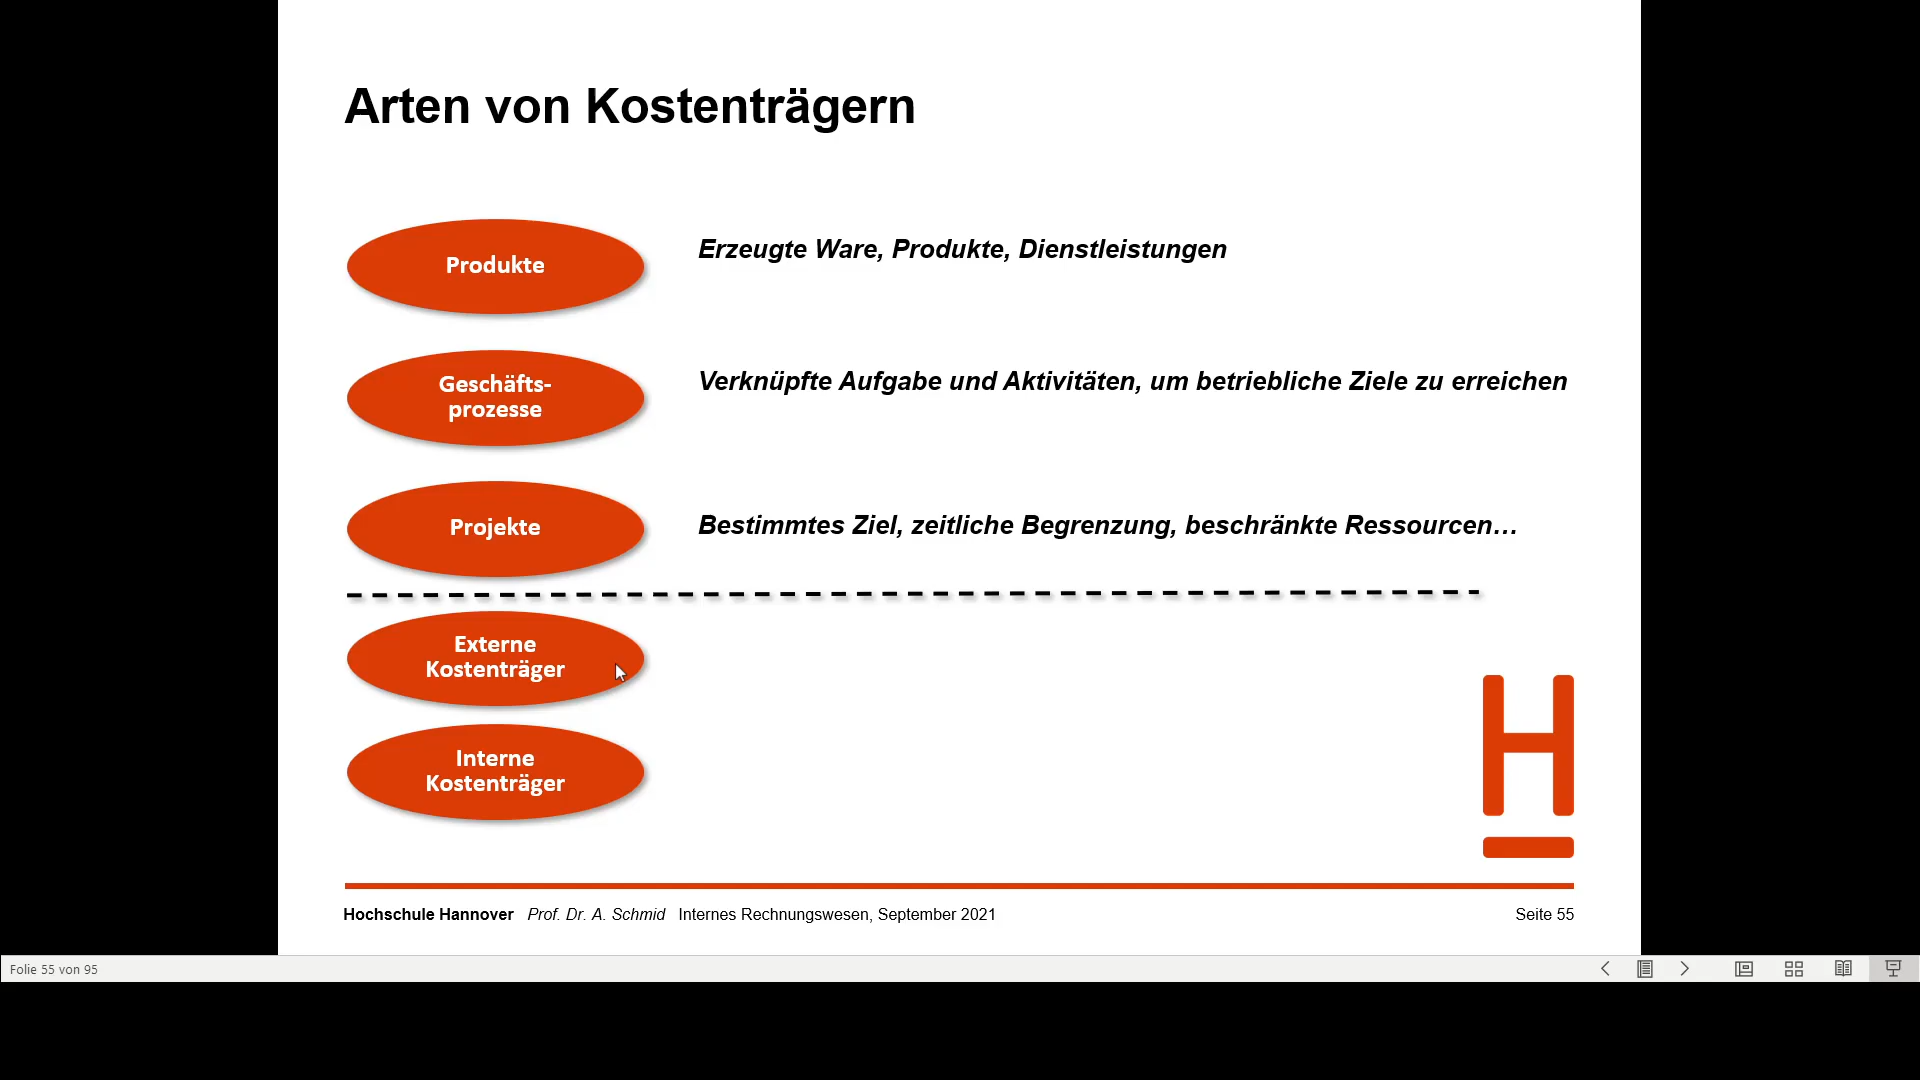 Arten von Kostenträgern
Produkte
Erzeugte Ware, Produkte, Dienstleistungen
Geschäfts-
prozesse
Verknüpfte Aufgabe und Aktivitäten, um betriebliche Ziele zu erreichen
Projekte
Bestimmtes Ziel, zeitliche Begrenzung, beschränkte Ressourcen…
Externe
Kostenträger
Interne
Kostenträger
H
Hochschule Hannover Prof. Dr. A. Schmid Internes Rechnungswesen, September 2021 Seite 55
Folie 55 von 95